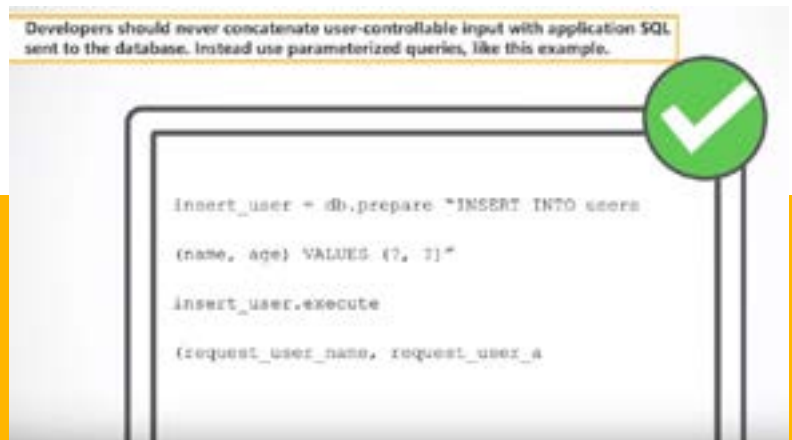 Developers should never concatenate user-controllable input with application SQL
sent to the database. Instead use parameterized queries, like this example.
insert_user = db.prepare "INSERT INTO users
(name, age) VALUES (?, ?)"
insert_user.execute
(request_user_name, request_user_a